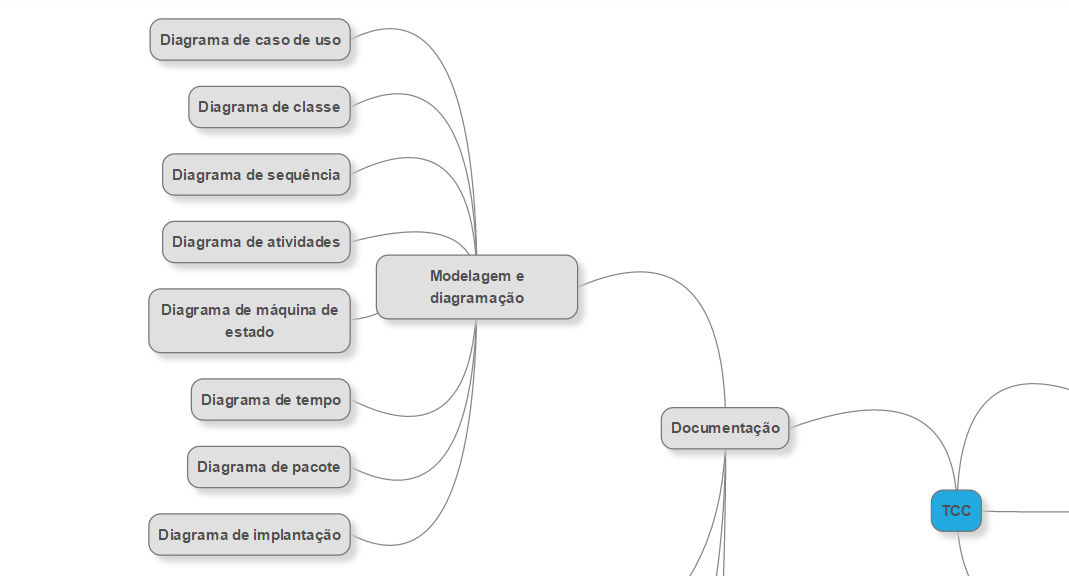 Diagrama de caso de uso
Diagrama de classe
Diagrama de sequência
Diagrama de atividades
Modelagem e
diagramação
Diagrama de máquina de
estado
Diagrama de tempo
Documentação
Diagrama de pacote
TCC
Diagrama de implantação